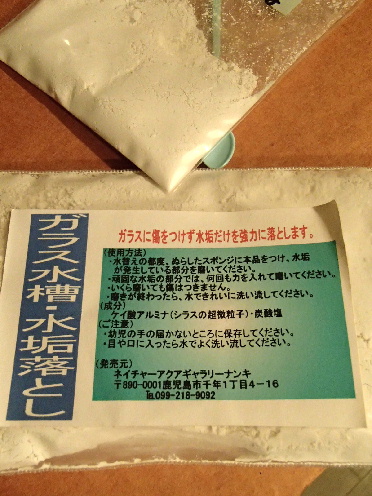 ガラス水槽・水垢落とし
ガラスに傷をつけず水垢だけを強力に落とします。
(使用方法)
・水替えの都度、ぬらしたスポンジに本品をつけ、水垢
が発生している部分を磨いてください。
・頑固な水垢の部分では、何回も力を入れて磨いてください。
・いくら磨いても傷はつきません。
・磨きが終わったら、水できれいに洗い流してください。
(成分)
・ケイ酸アルミナ(シラスの超微粒子)・炭酸塩
(ご注意)
・幼児の手の届かないところに保存してください。
・目や口に入ったら水でよく洗い流してください。
(発売元)
ネイチャーアクアギャラリーナンキ
〒890-0001鹿児島市千年1丁目4-16
℡099-218-9092